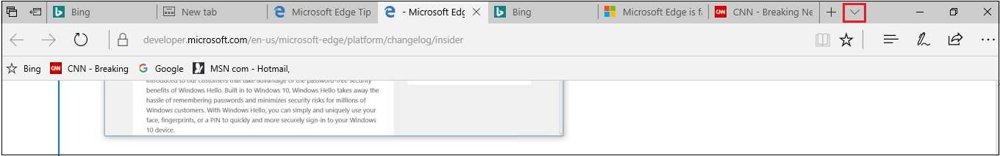 Bing New tab Microsoft Edge Tip - Microsoft Edg Bing Microsoft Edge is f. CNN CNN - Breaking Ne
developer.microsoft.com/en-us/microsoft-edge/platform/changelog/insider
Bing CNN CNN - Breaking G Google MSN com - Hotmail,
introduced to our customers that take advantage of the password-free security
benefits of Windows Hello. Built in to Windows 10, Windows Hello takes away the
hassle of remembering passwords and minimizes security risks for millions of
Windows customers. With Windows Hello, you can simply and uniquely use your
face, fingerprints, or a PIN to quickly and more securely sign-in to your Windows
10 device.